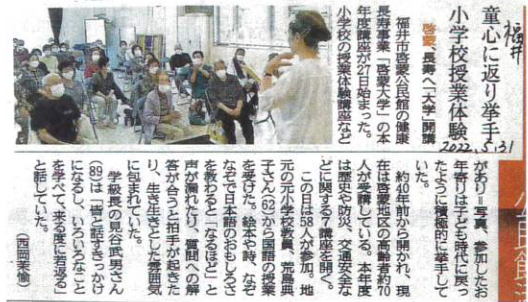 福井
2022.5.31
童心に返り挙手
小学校授業体験
啓蒙、長寿へ「大学」開講
福井市啓蒙公民館の健康
長寿事業「啓蒙大学」の本
年度講座が27日始まった。
小学校の授業体験講座など
があり＝写真、参加したお
年寄りは子ども時代に戻っ
たように積極的に挙手して
いた。
約40年前から開かれ、現
在は啓蒙地区の高齢者約70
人が受講している。本年度
は歴史や防災、交通安全な
どに関する7講座を開く。
この日は58人が参加。地
元の元小学校教員、荒島典
子さん(62)から国語の授業
を受けた。絵本や詩、なぞ
なぞで日本語のおもしろさ
を教わると「なるほど」と
声が漏れたり、質問への解
答が合うと拍手が起きた
り、生き生きとした雰囲気
に包まれていた。
学級長の見谷武男さん
(89)は「皆と話すきっかけ
になるし、いろいろなこと
を学べて、来る度に若返る」
と話していた。
(西岡未倫)